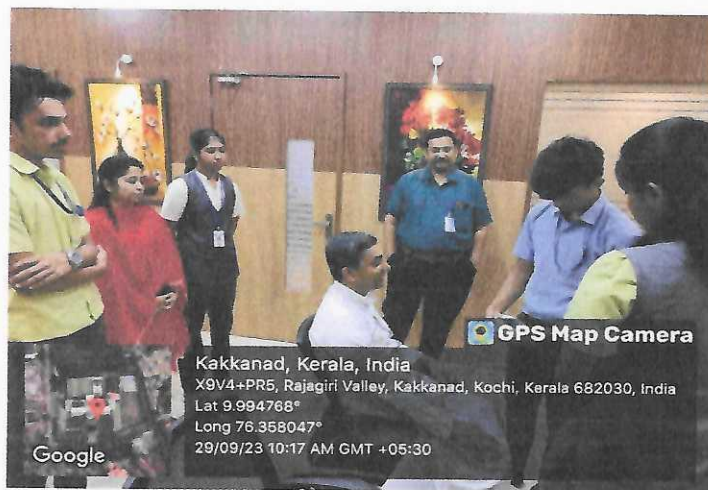 GPS Map Camera
Kakkanad, Kerala, India
X9V4+PR5, Rajagiri Valley, Kakkanad, Kochi, Kerala 682030, India
Lat 9.994768°
Long 76.358047°
29/09/23 10:17 AM GMT +05:30
Google